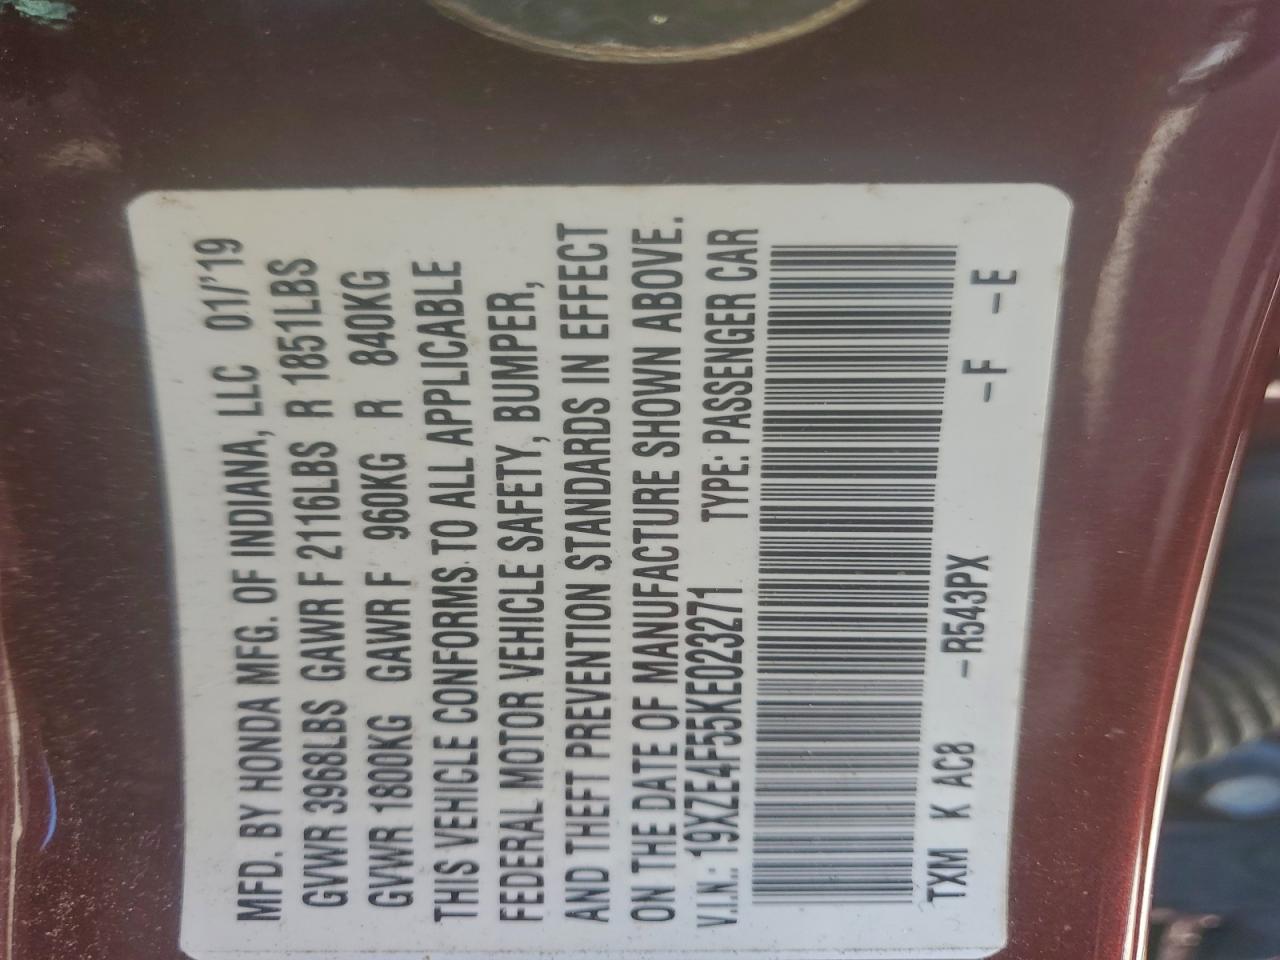 MFD. BY HONDA MFG. OF INDIANA, LLC 01/'19
GVWR 3968LBS GAWR F 2116LBS R 1851LBS
GVWR 1800KG GAWR F 960KG R 840KG
THIS VEHICLE CONFORMS TO ALL APPLICABLE
FEDERAL MOTOR VEHICLE SAFETY, BUMPER,
AND THEFT PREVENTION STANDARDS IN EFFECT
ON THE DATE OF MANUFACTURE SHOWN ABOVE.
V.I.N.: 19XZE4F55KE023271 TYPE: PASSENGER CAR
TXM K AC8 -R543PX -F -E